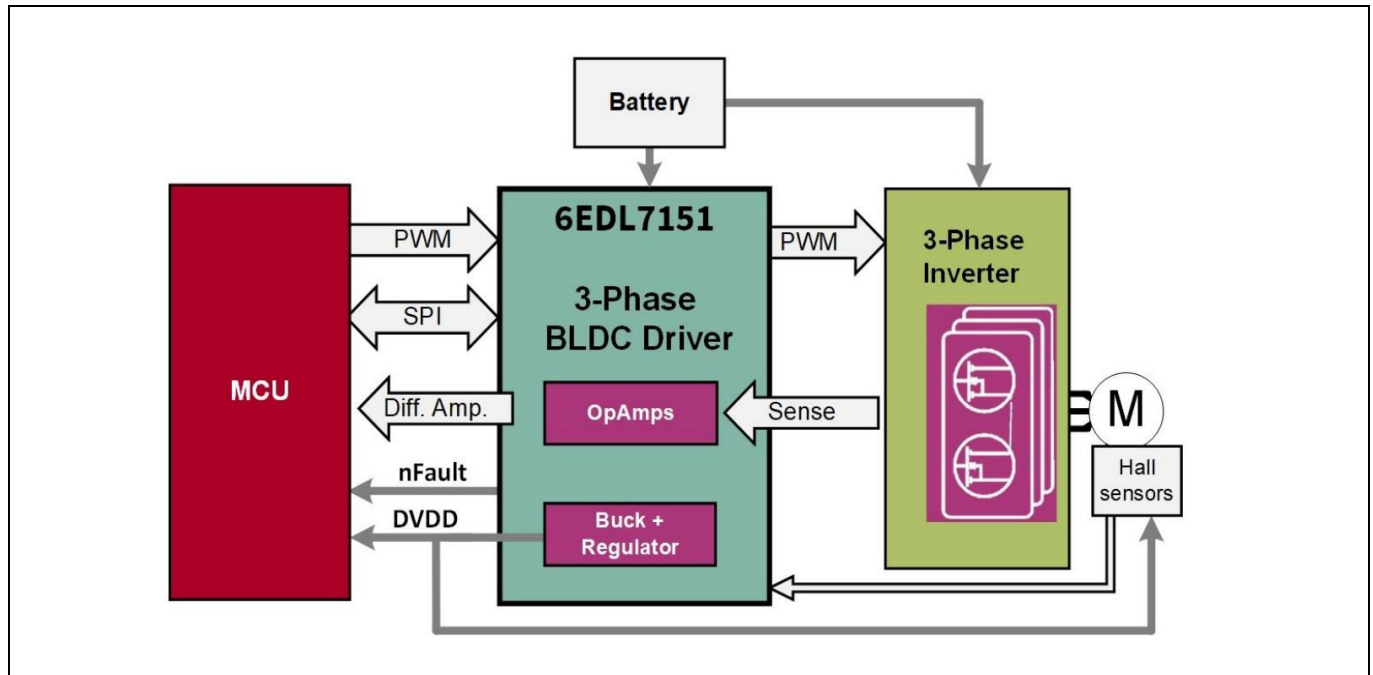 Battery
MCU
PWM
SPI
Diff. Amp.
nFault
DVDD
6EDL7151
3-Phase
BLDC Driver
OpAmps
Buck +
Regulator
PWM
Sense
3-Phase
Inverter
M
Hall
sensors